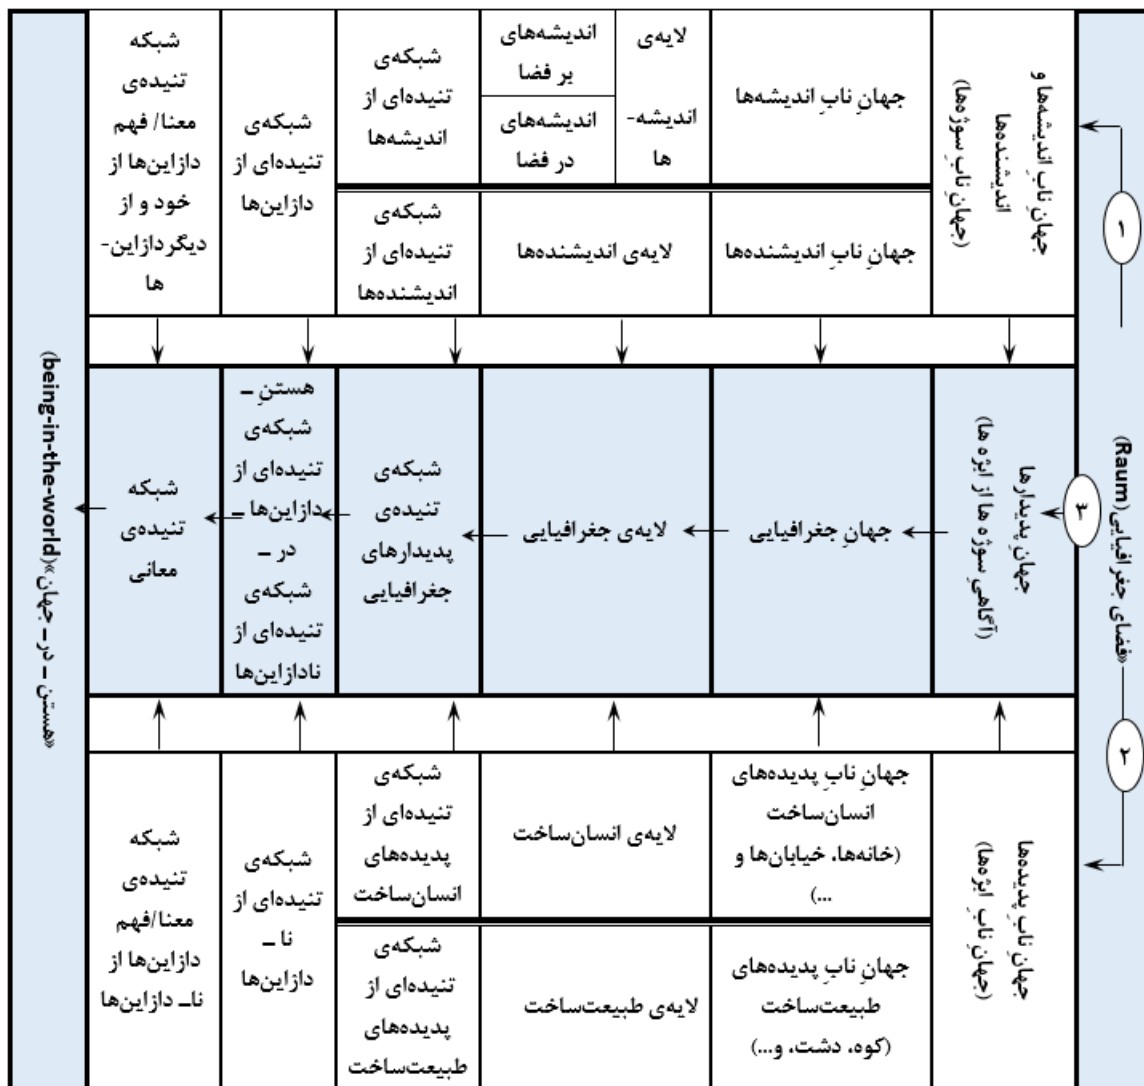 «فضای جغرافیایی(Raum)
۱
۳
۲
جهانِ نابِ اندیشه‌ها و
اندیشنده‌ها
(جهانِ نابِ سوژه‌ها)
جهانِ نابِ اندیشه‌ها
لایه‌ی
اندیشه-
ها
اندیشه‌های
بر فضا
اندیشه‌های
در فضا
شبکه‌ی
تنیده‌ای از
اندیشه‌ها
جهانِ نابِ اندیشنده‌ها
لایه‌ی اندیشنده‌ها
شبکه‌ی
تنیده‌ای از
اندیشنده‌ها
شبکه‌ی
تنیده‌ای از
دازاین‌ها
شبکه
تنیده‌ی
معنا/ فهم
دازاین‌ها از
خود و از
دیگردازاین-
ها
جهانِ پدیدارها
(آگاهیِ سوژه ها از ابژه ها)
جهانِ جغرافیایی
لایه‌ی جغرافیایی
شبکه‌ی
تنیده‌ی
پدیدارهای
جغرافیایی
هستنِ ـ
شبکه‌ی
تنیده‌ای از
دازاین‌ها ـ
در ـ
شبکه‌ی
تنیده‌ای از
نادازاین‌ها
شبکه
تنیده‌ی
معانی
جهانِ نابِ پدیده‌ها
(جهانِ نابِ ابژه‌ها)
جهانِ نابِ پدیده‌های
انسان‌ساخت
(خانه‌ها، خیابان‌ها و
...)
لایه‌ی انسان‌ساخت
شبکه‌ی
تنیده‌ای از
پدیده‌های
انسان‌ساخت
جهانِ نابِ پدیده‌های
طبیعت‌ساخت
(کوه، دشت، و...)
لایه‌ی طبیعت‌ساخت
شبکه‌ی
تنیده‌ای از
پدیده‌های
طبیعت‌ساخت
شبکه‌ی
تنیده‌ای از
نا ـ
دازاین‌ها
شبکه
تنیده‌ی
معنا/فهم
دازاین‌ها از
نا‌ـ دازاین‌ها
«هستن ـ در ـ جهان»(being-in-the-world)